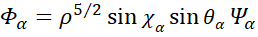 Φ_α = ρ^{5/2} sin χ_α sin θ_α Ψ_α